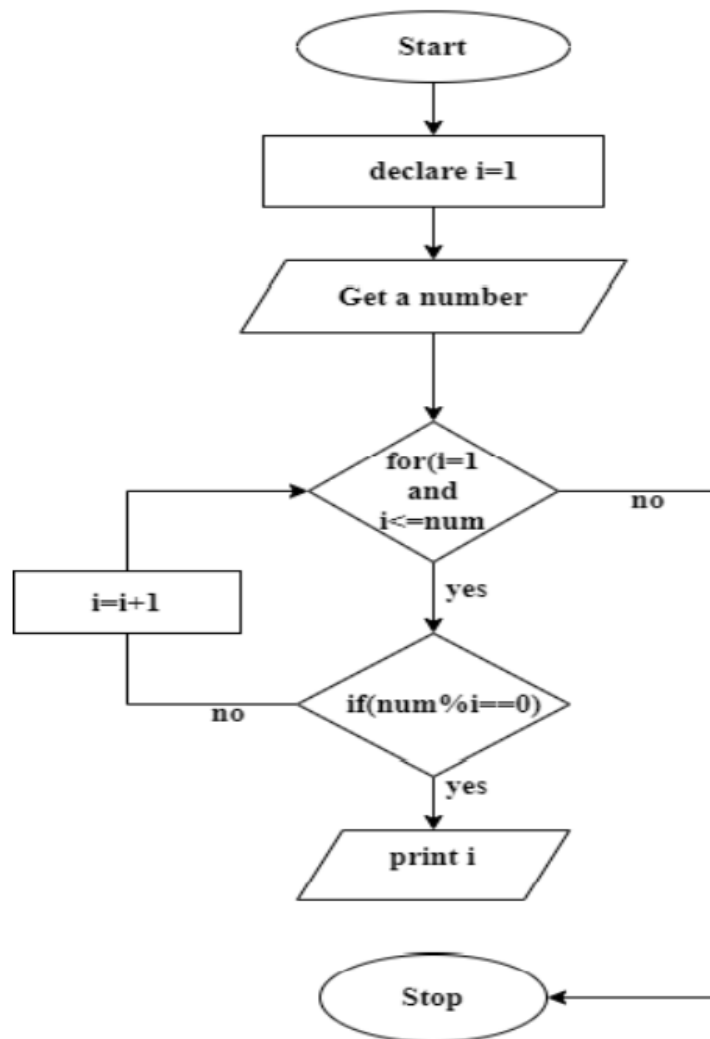 Start
declare i=1
Get a number
for(i=1
and
i<=num
no
yes
i=i+1
if(num%i==0)
no
yes
print i
Stop